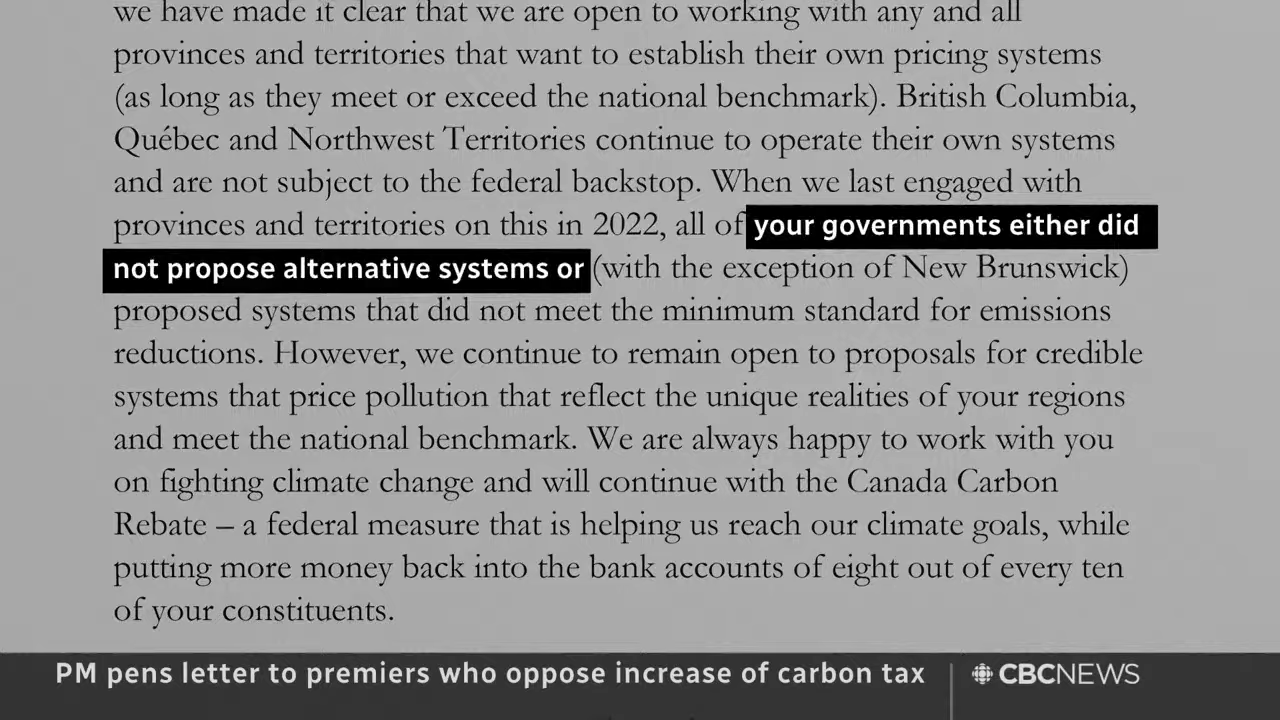 we have made it clear that we are open to working with any and all
provinces and territories that want to establish their own pricing systems
(as long as they meet or exceed the national benchmark). British Columbia,
Québec and Northwest Territories continue to operate their own systems
and are not subject to the federal backstop. When we last engaged with
provinces and territories on this in 2022, all of your governments either did
not propose alternative systems or (with the exception of New Brunswick)
proposed systems that did not meet the minimum standard for emissions
reductions. However, we continue to remain open to proposals for credible
systems that price pollution that reflect the unique realities of your regions
and meet the national benchmark. We are always happy to work with you
on fighting climate change and will continue with the Canada Carbon
Rebate – a federal measure that is helping us reach our climate goals, while
putting more money back into the bank accounts of eight out of every ten
of your constituents.
PM pens letter to premiers who oppose increase of carbon tax
CBCNEWS